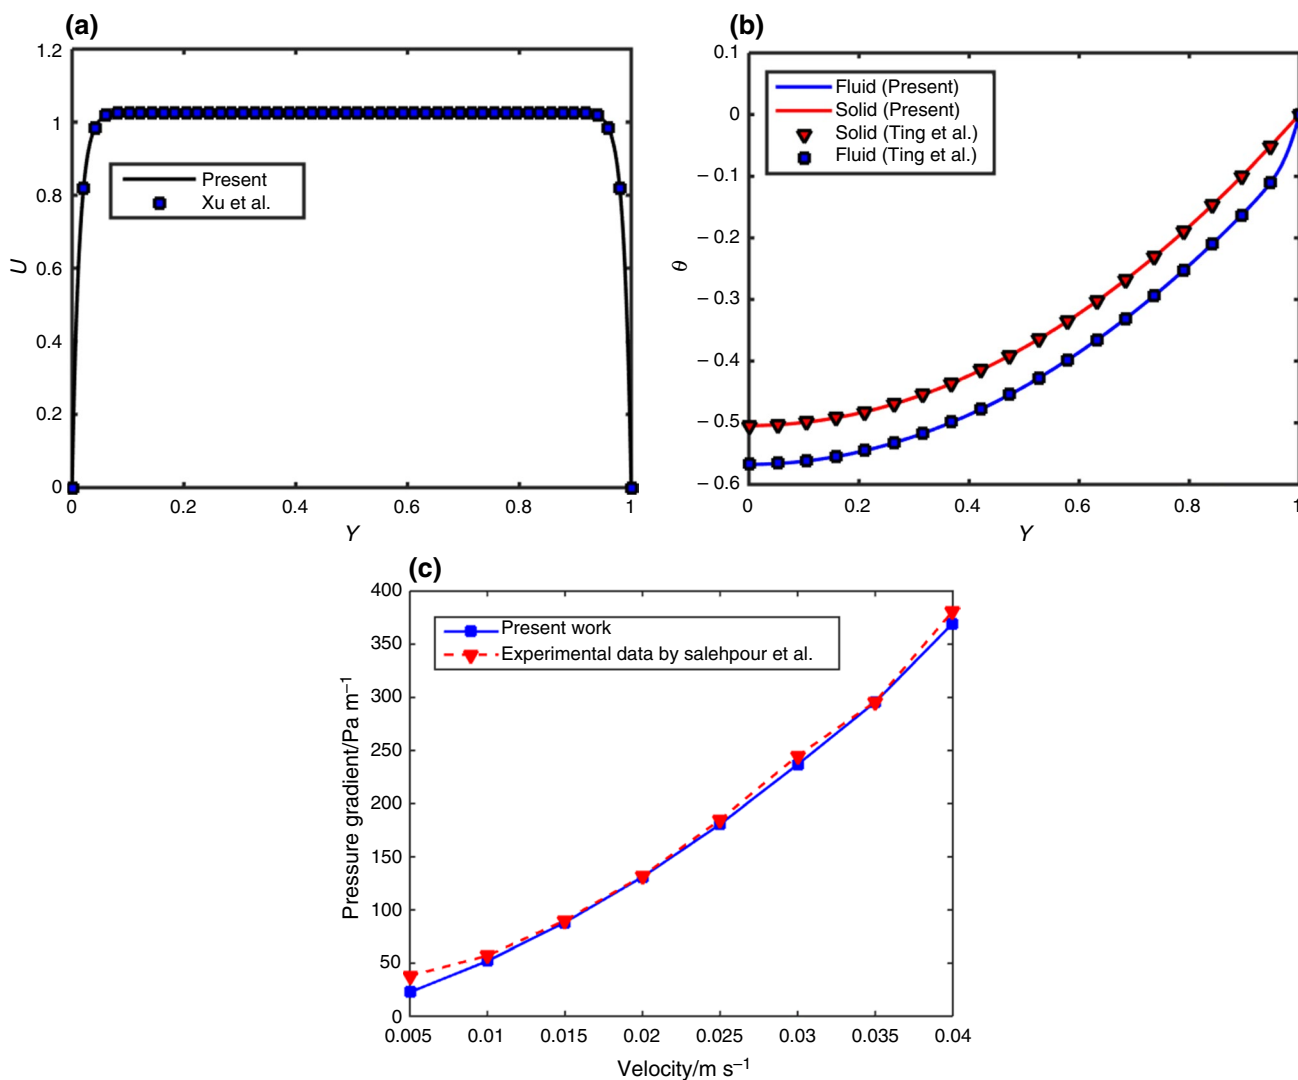 (a)
1.2
1
0.8
0.6
0.4
0.2
0
U
Present
Xu et al.
0
0.2
0.4
0.6
0.8
1
Y
(b)
0.1
0
– 0.1
– 0.2
– 0.3
– 0.4
– 0.5
– 0.6
θ
Fluid (Present)
Solid (Present)
Solid (Ting et al.)
Fluid (Ting et al.)
0
0.2
0.4
0.6
0.8
1
Y
(c)
400
350
300
250
200
150
100
50
0
Pressure gradient/Pa m–1
Present work
Experimental data by salehpour et al.
0.005
0.01
0.015
0.02
0.025
0.03
0.035
0.04
Velocity/m s–1